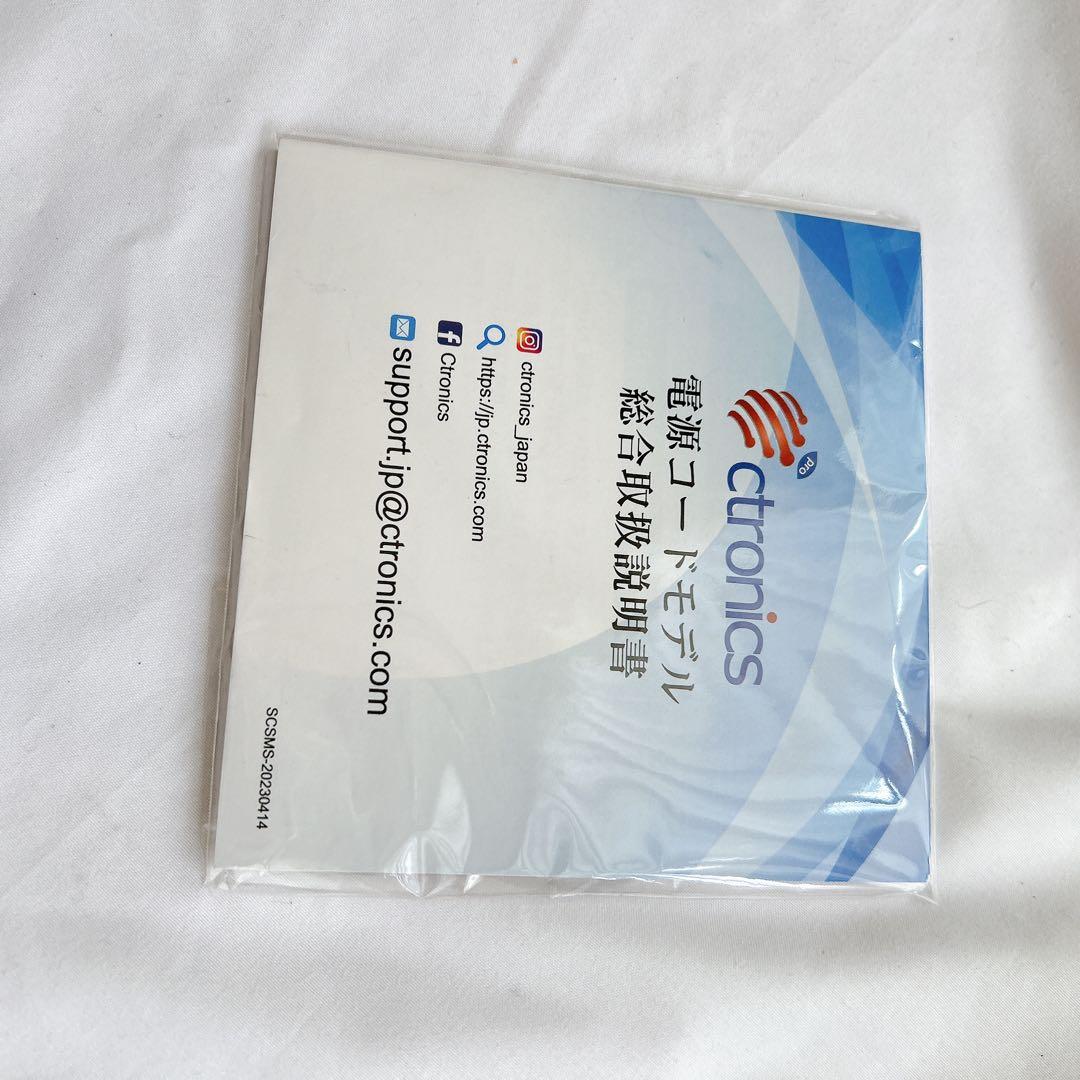 pro
ctronics
電源コードモデル
総合取扱説明書
ctronics_japan
https://jp.ctronics.com
Ctronics
support.jp@ctronics.com
SCSMS-20230414